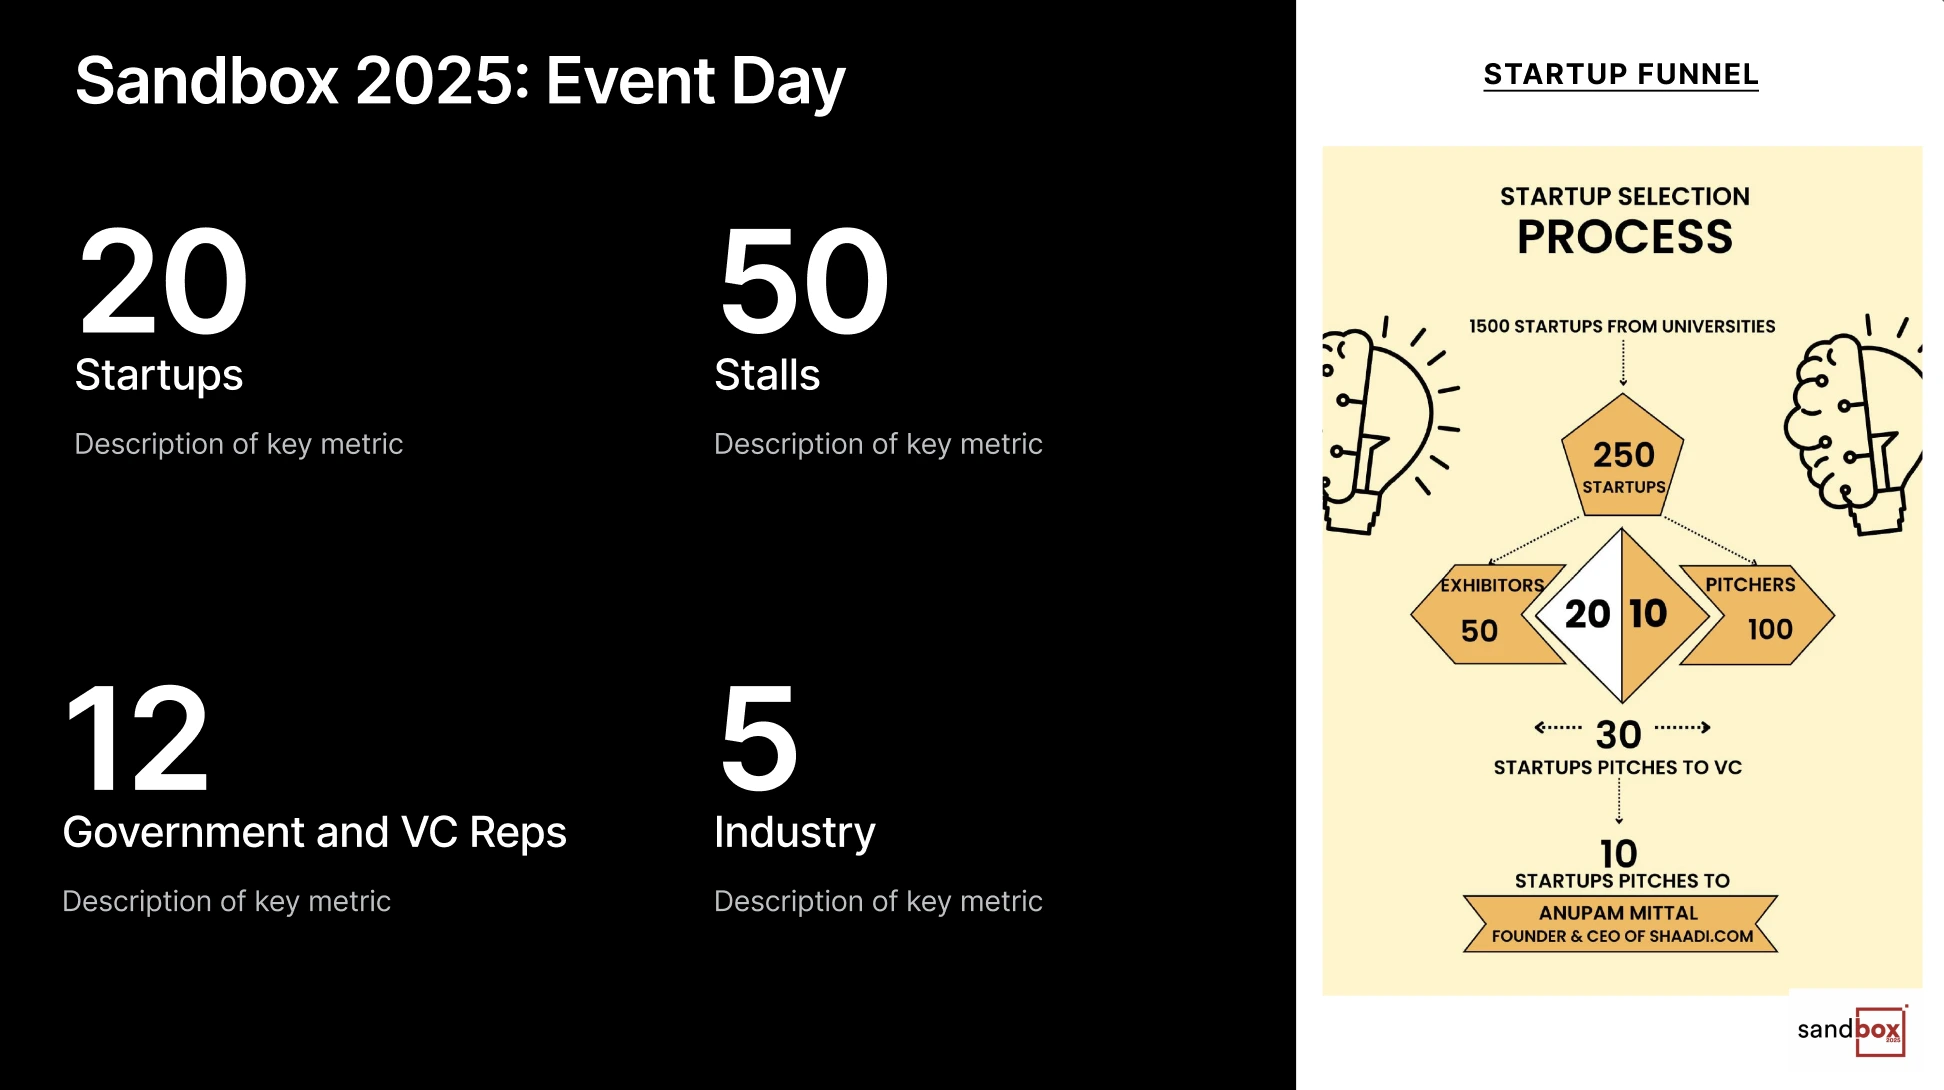 Sandbox 2025: Event Day
20
Startups
Description of key metric
50
Stalls
Description of key metric
12
Government and VC Reps
Description of key metric
5
Industry
Description of key metric
STARTUP FUNNEL
STARTUP SELECTION
PROCESS
1500 STARTUPS FROM UNIVERSITIES
250
STARTUPS
EXHIBITORS
50
20
10
PITCHERS
100
30
STARTUPS PITCHES TO VC
10
STARTUPS PITCHES TO
ANUPAM MITTAL
FOUNDER & CEO OF SHAADI.COM
sandbox
2025